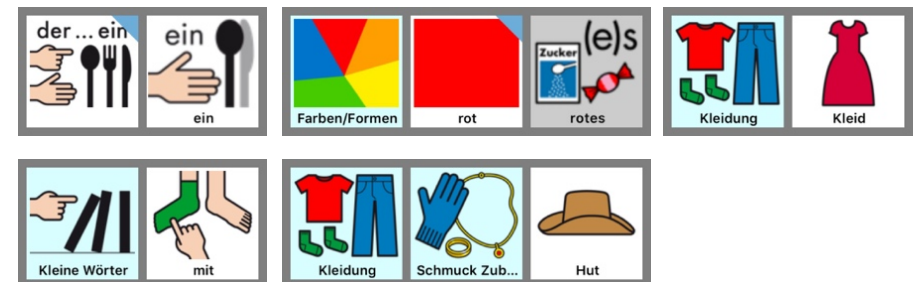 der ... ein
ein
ein
Farben/Formen
rot
Zucker
(e)s
rotes
Kleidung
Kleid
Kleine Wörter
mit
Kleidung
Schmuck Zub...
Hut